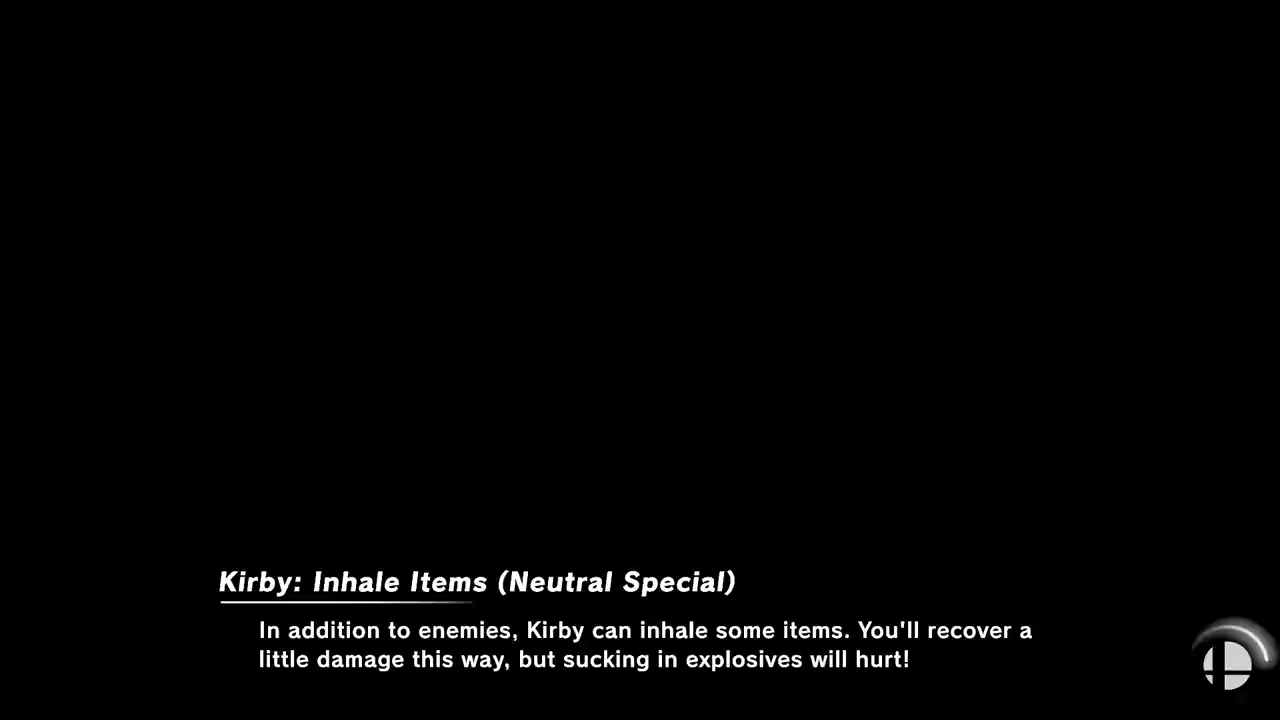 Kirby: Inhale Items (Neutral Special)
In addition to enemies, Kirby can inhale some items. You'll recover a
little damage this way, but sucking in explosives will hurt!